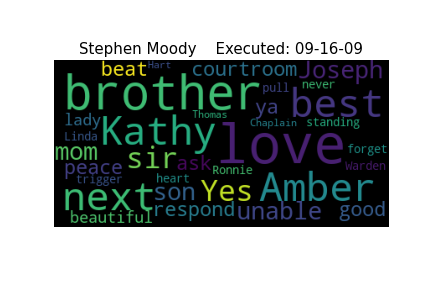 Stephen Moody    Executed: 09-16-09
beat Hart courtroom Joseph
brother pull never best
lady Thomas ya
Linda Kathy Chaplain standing
mom sir ask love forget
peace Ronnie Warden
trigger heart
next son Yes Amber
beautiful respond unable good